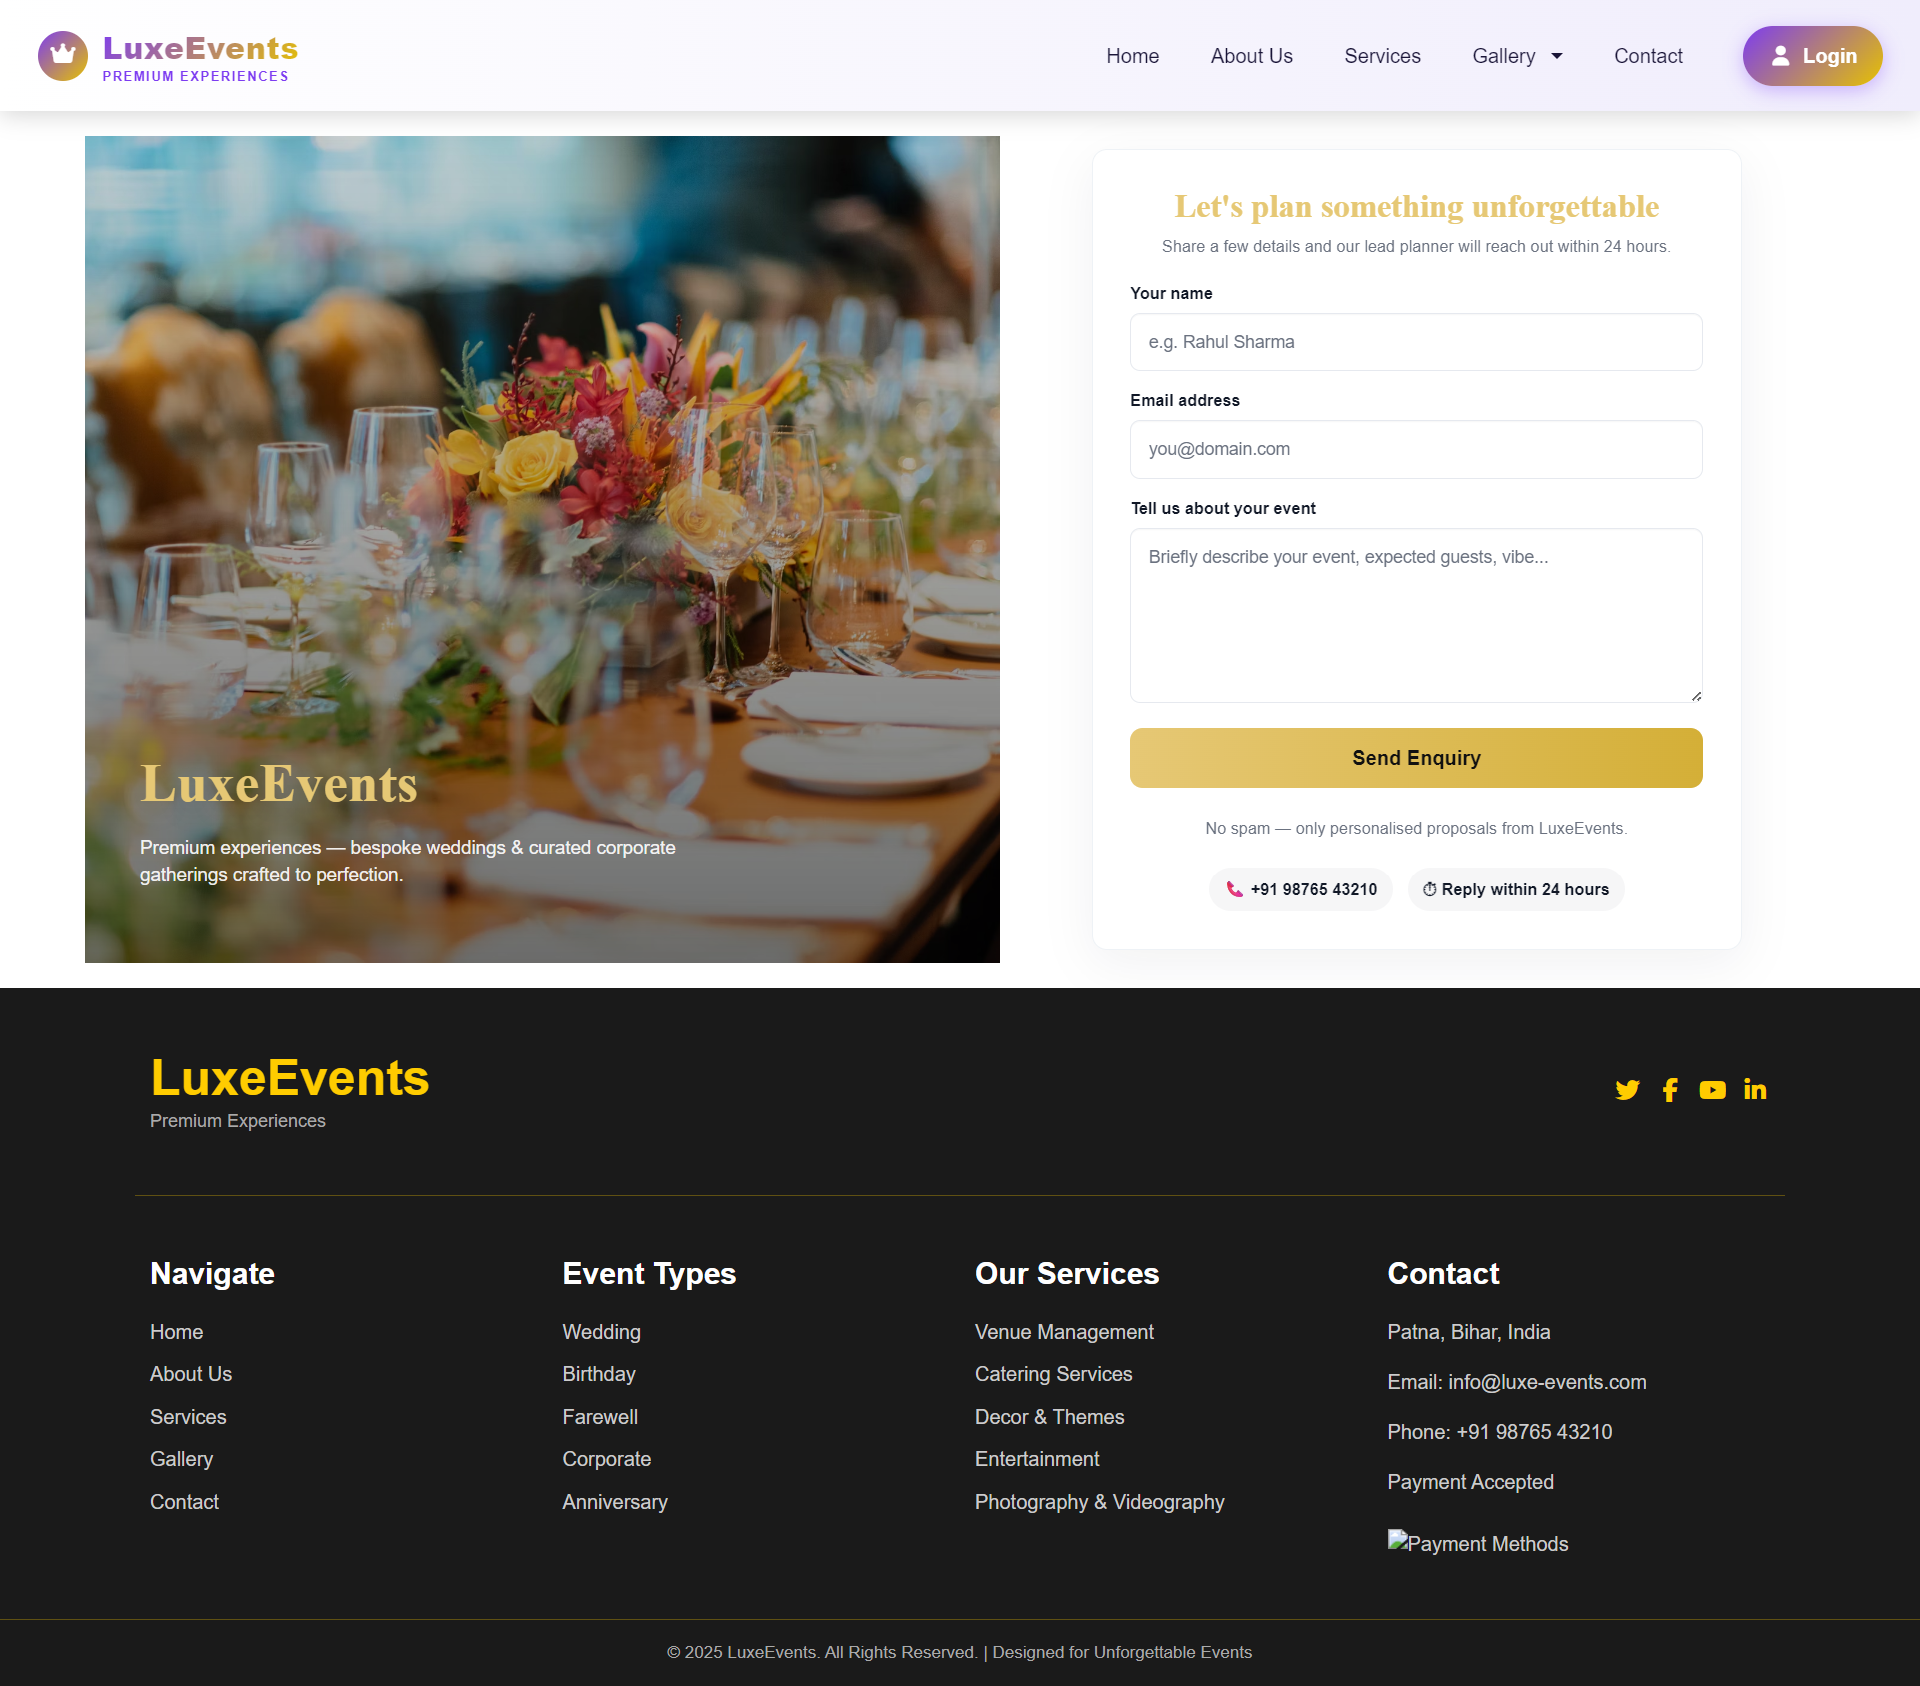 LuxeEvents
PREMIUM EXPERIENCES
Home
About Us
Services
Gallery
Contact
Login
LuxeEvents
Premium experiences — bespoke weddings & curated corporate
gatherings crafted to perfection.
Let's plan something unforgettable
Share a few details and our lead planner will reach out within 24 hours.
Your name
e.g. Rahul Sharma
Email address
you@domain.com
Tell us about your event
Briefly describe your event, expected guests, vibe...
Send Enquiry
No spam — only personalised proposals from LuxeEvents.
📞 +91 98765 43210
⏱ Reply within 24 hours
LuxeEvents
Premium Experiences
Navigate
Home
About Us
Services
Gallery
Contact
Event Types
Wedding
Birthday
Farewell
Corporate
Anniversary
Our Services
Venue Management
Catering Services
Decor & Themes
Entertainment
Photography & Videography
Contact
Patna, Bihar, India
Email: info@luxe-events.com
Phone: +91 98765 43210
Payment Accepted
Payment Methods
© 2025 LuxeEvents. All Rights Reserved. | Designed for Unforgettable Events